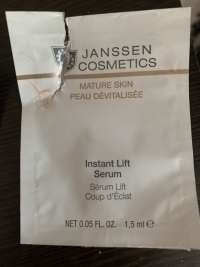 JANSSEN
COSMETICS
MATURE SKIN
PEAU DÉVITALISÉE
Instant Lift
Serum
Sérum Lift
Coup d'Éclat
NET 0.05 FL. OZ. 1,5 ml ℮